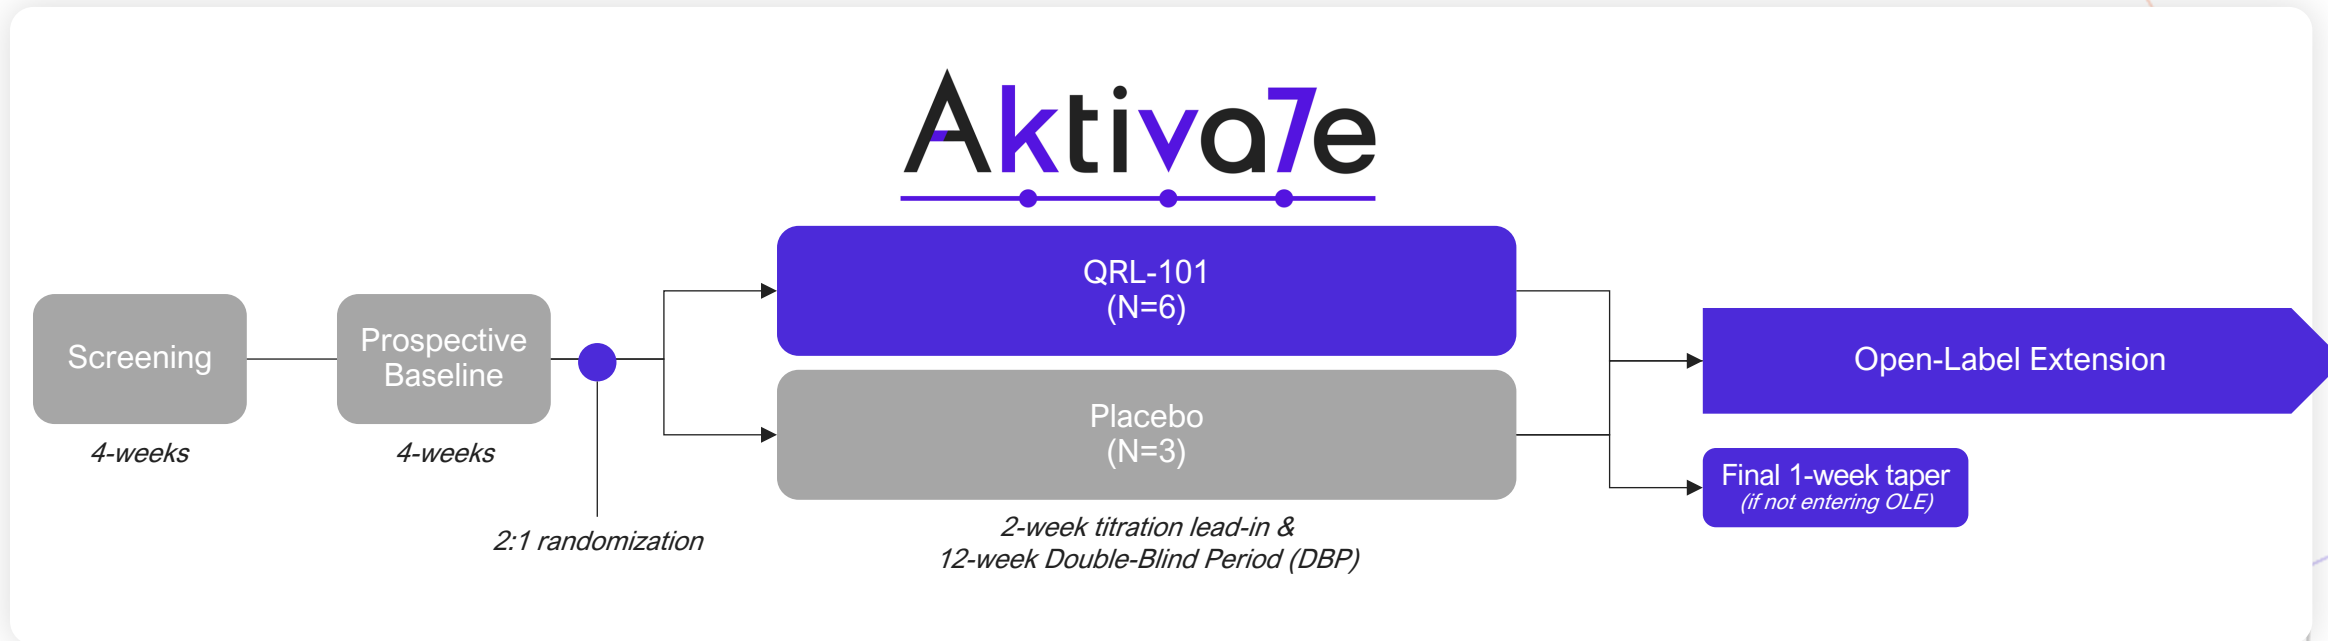 Aktiva7e
Screening
4-weeks
Prospective
Baseline
4-weeks
2:1 randomization
QRL-101
(N=6)
Placebo
(N=3)
2-week titration lead-in &
12-week Double-Blind Period (DBP)
Open-Label Extension
Final 1-week taper
(if not entering OLE)